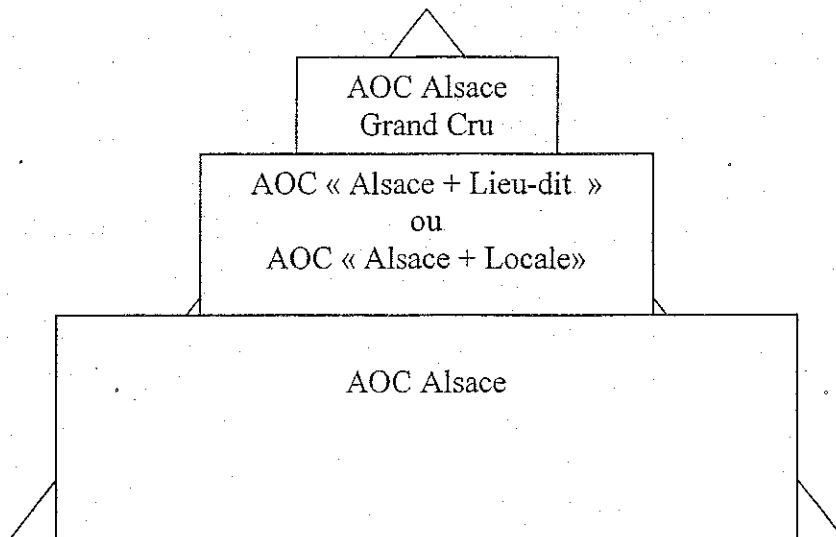 AOC Alsace
Grand Cru
AOC « Alsace + Lieu-dit »
ou
AOC « Alsace + Locale»
AOC Alsace